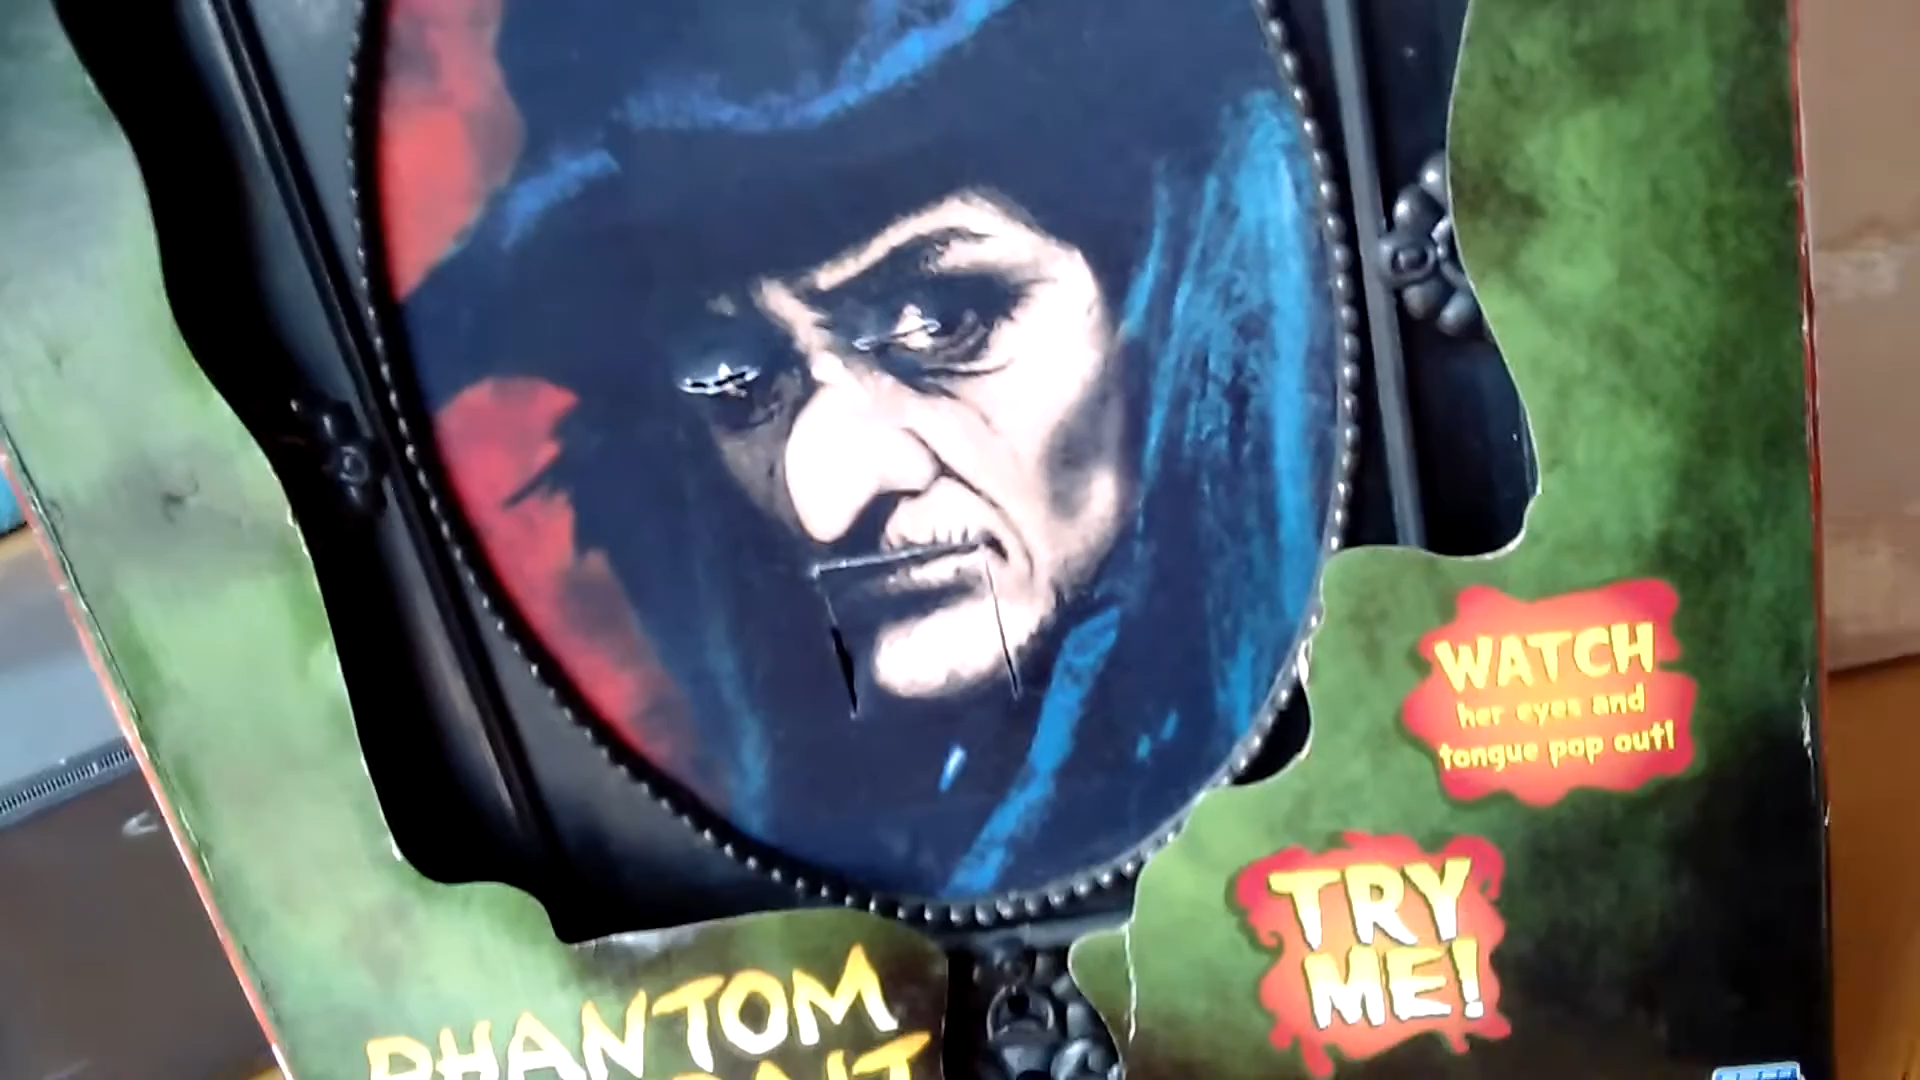 WATCH
her eyes and
tongue pop out!
TRY
ME!
PHANTOM